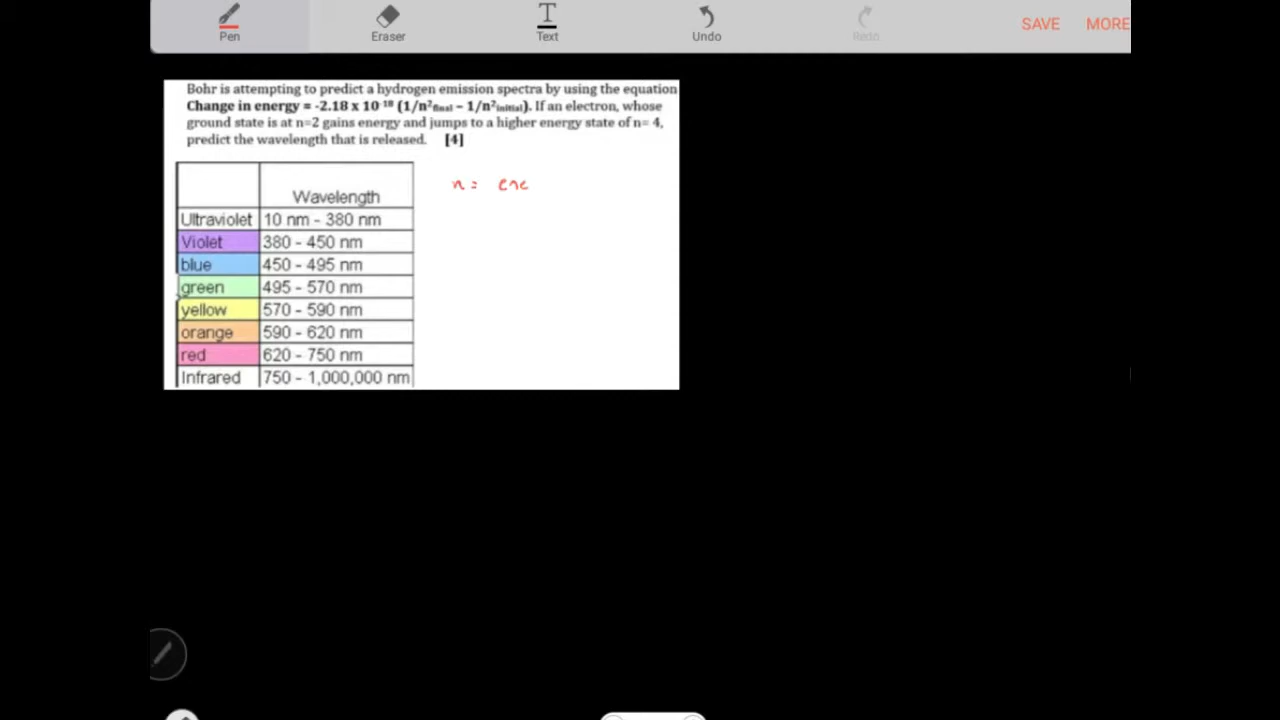 Pen Eraser Text Undo Redo SAVE MORE
Bohr is attempting to predict a hydrogen emission spectra by using the equation
Change in energy = -2.18 x 10⁻¹⁸ (1/n²final – 1/n²initial). If an electron, whose
ground state is at n=2 gains energy and jumps to a higher energy state of n= 4,
predict the wavelength that is released. [4]
n = ene
Wavelength
Ultraviolet 10 nm - 380 nm
Violet 380 - 450 nm
blue 450 - 495 nm
green 495 - 570 nm
yellow 570 - 590 nm
orange 590 - 620 nm
red 620 - 750 nm
Infrared 750 - 1,000,000 nm